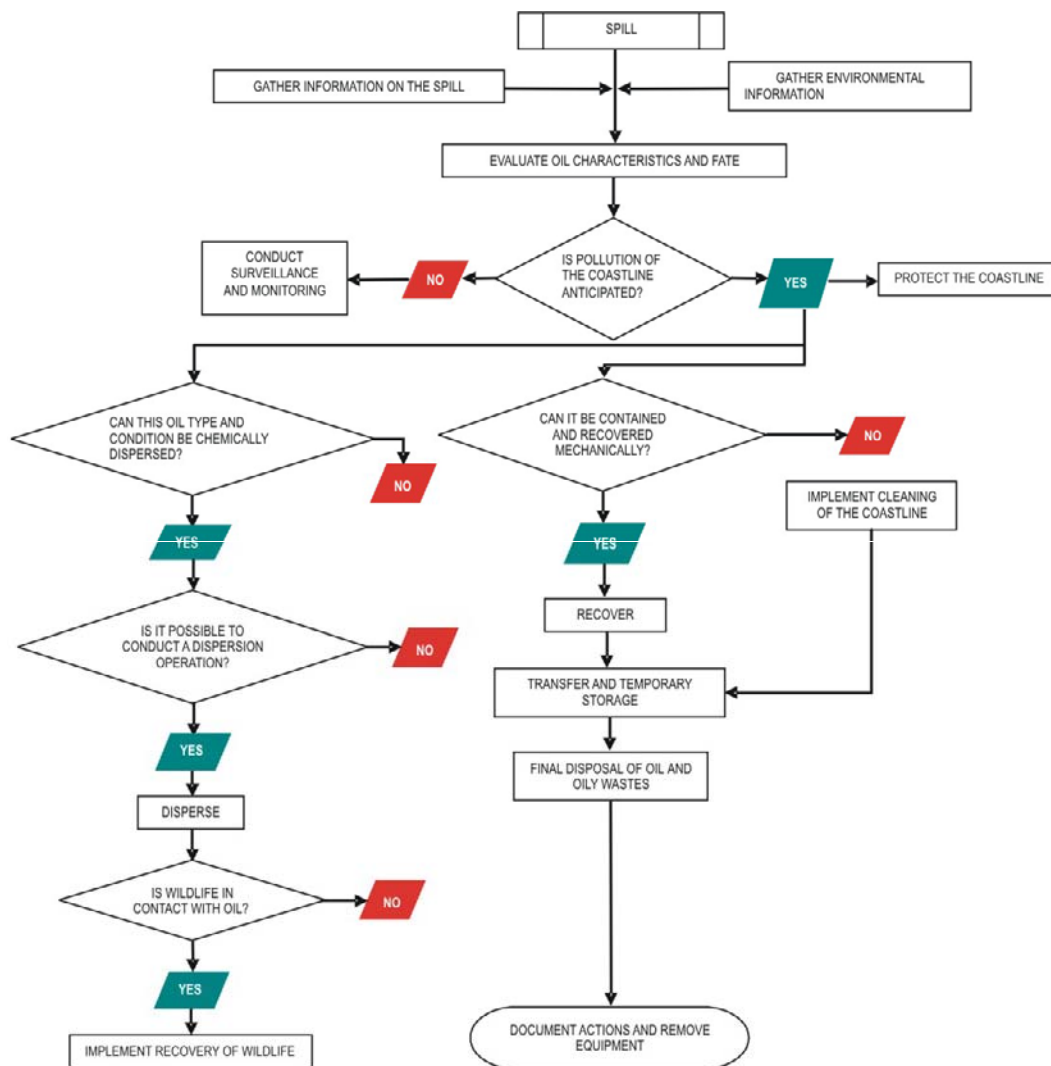 SPILL
GATHER INFORMATION ON THE SPILL
GATHER ENVIRONMENTAL
INFORMATION
EVALUATE OIL CHARACTERISTICS AND FATE
CONDUCT
SURVEILLANCE
AND MONITORING
NO
IS POLLUTION OF
THE COASTLINE
ANTICIPATED?
YES
PROTECT THE COASTLINE
CAN THIS OIL TYPE AND
CONDITION BE CHEMICALLY
DISPERSED?
NO
CAN IT BE CONTAINED
AND RECOVERED
MECHANICALLY?
NO
IMPLEMENT CLEANING
OF THE COASTLINE
YES
YES
IS IT POSSIBLE TO
CONDUCT A DISPERSION
OPERATION?
NO
RECOVER
TRANSFER AND TEMPORARY
STORAGE
YES
FINAL DISPOSAL OF OIL AND
OILY WASTES
DISPERSE
IS WILDLIFE IN
CONTACT WITH OIL?
NO
YES
IMPLEMENT RECOVERY OF WILDLIFE
DOCUMENT ACTIONS AND REMOVE
EQUIPMENT